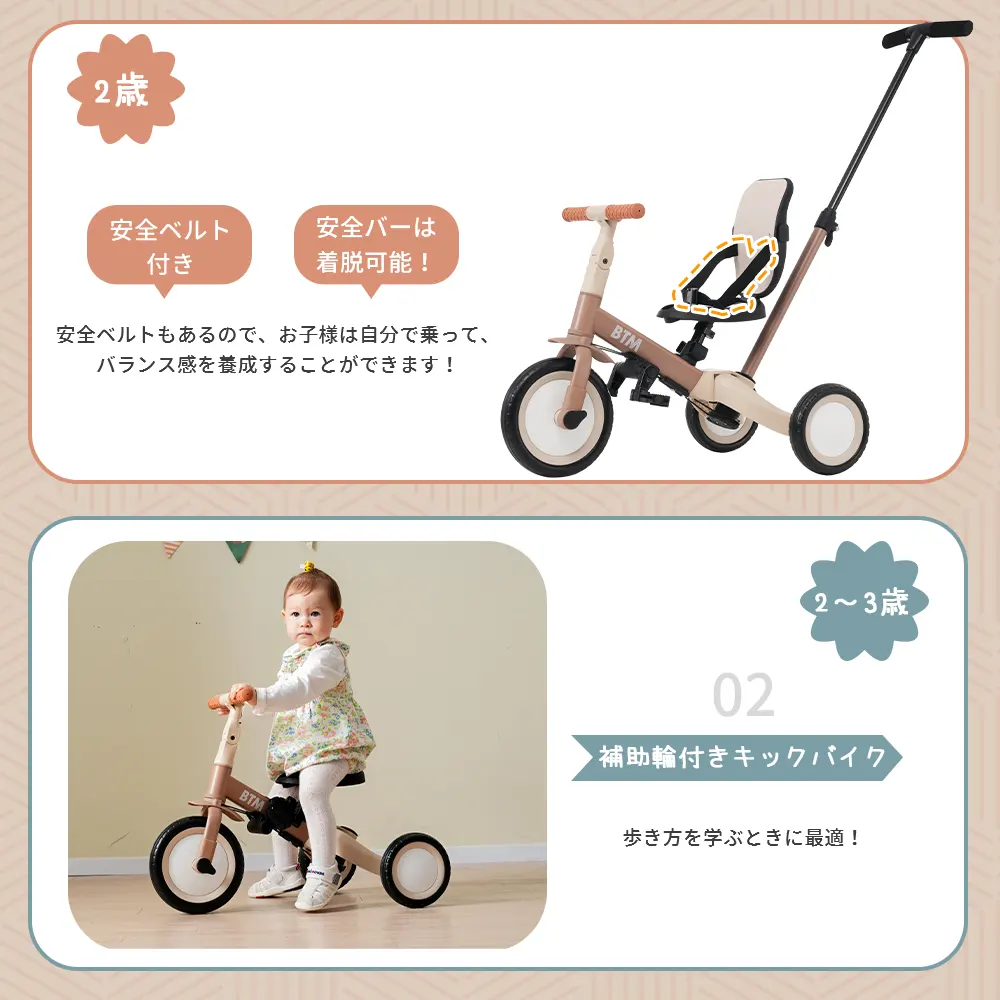 2歳
安全ベルト
付き
安全バーは
着脱可能！
安全ベルトもあるので、お子様は自分で乗って、
バランス感を養成することができます！
BTM
2～3歳
02
補助輪付きキックバイク
歩き方を学ぶときに最適！
BTM